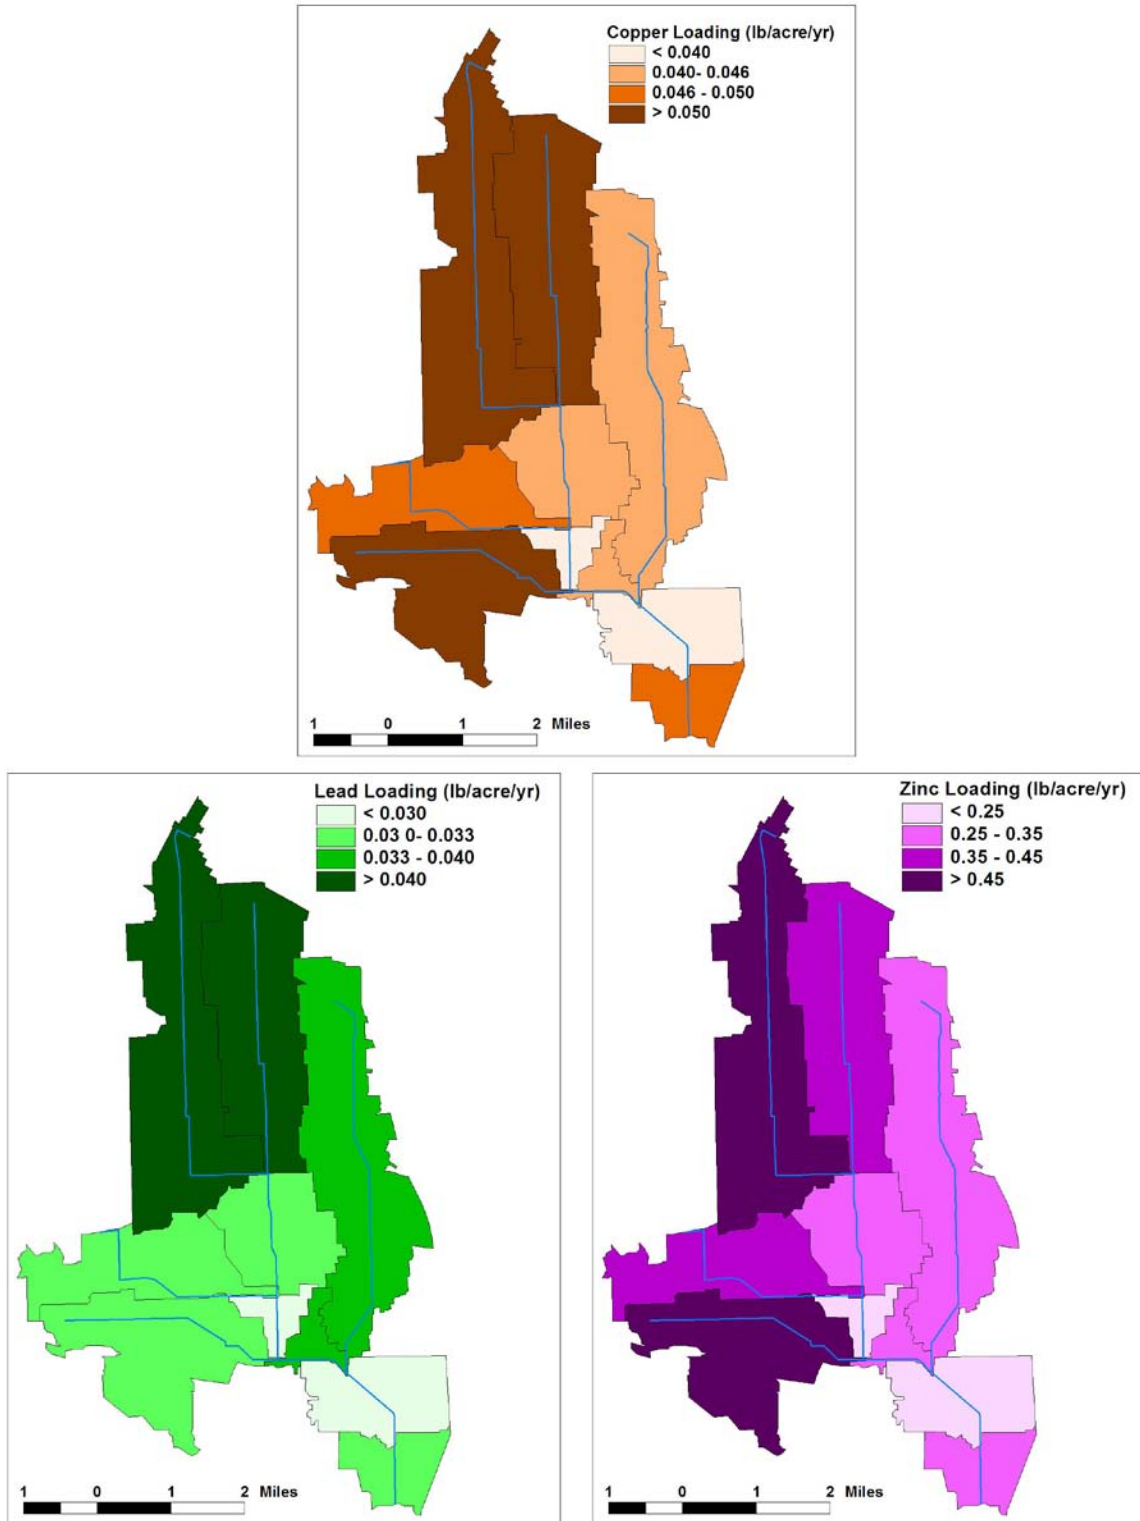 Copper Loading (lb/acre/yr)
< 0.040
0.040- 0.046
0.046 - 0.050
> 0.050
1 0 1 2 Miles
Lead Loading (lb/acre/yr)
< 0.030
0.03 0- 0.033
0.033 - 0.040
> 0.040
1 0 1 2 Miles
Zinc Loading (lb/acre/yr)
< 0.25
0.25 - 0.35
0.35 - 0.45
> 0.45
1 0 1 2 Miles